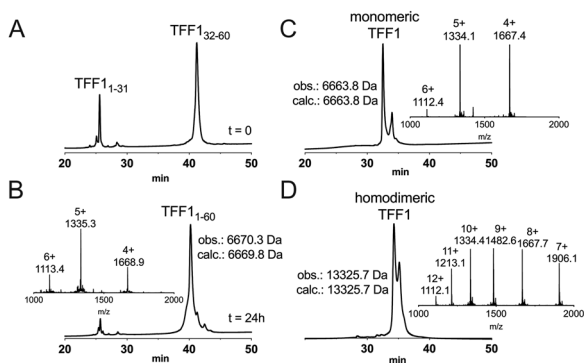 A
TFF1₃₂₋₆₀
TFF1₁₋₃₁
t = 0
20 30 40 50
min
B
5+
1335.3
6+
1113.4
4+
1668.9
1000 1500 2000
m/z
TFF1₁₋₆₀
obs.: 6670.3 Da
calc.: 6669.8 Da
t = 24h
20 30 40 50
min
C
monomeric
TFF1
5+
1334.1
4+
1667.4
obs.: 6663.8 Da
calc.: 6663.8 Da
6+
1112.4
1000 1500 2000
m/z
20 30 40 50
min
D
homodimeric
TFF1
10+
1334.4
9+
1482.6
8+
1667.7
7+
1906.1
11+
1213.1
12+
1112.1
obs.: 13325.7 Da
calc.: 13325.7 Da
1000 1500 2000
m/z
20 30 40 50
min